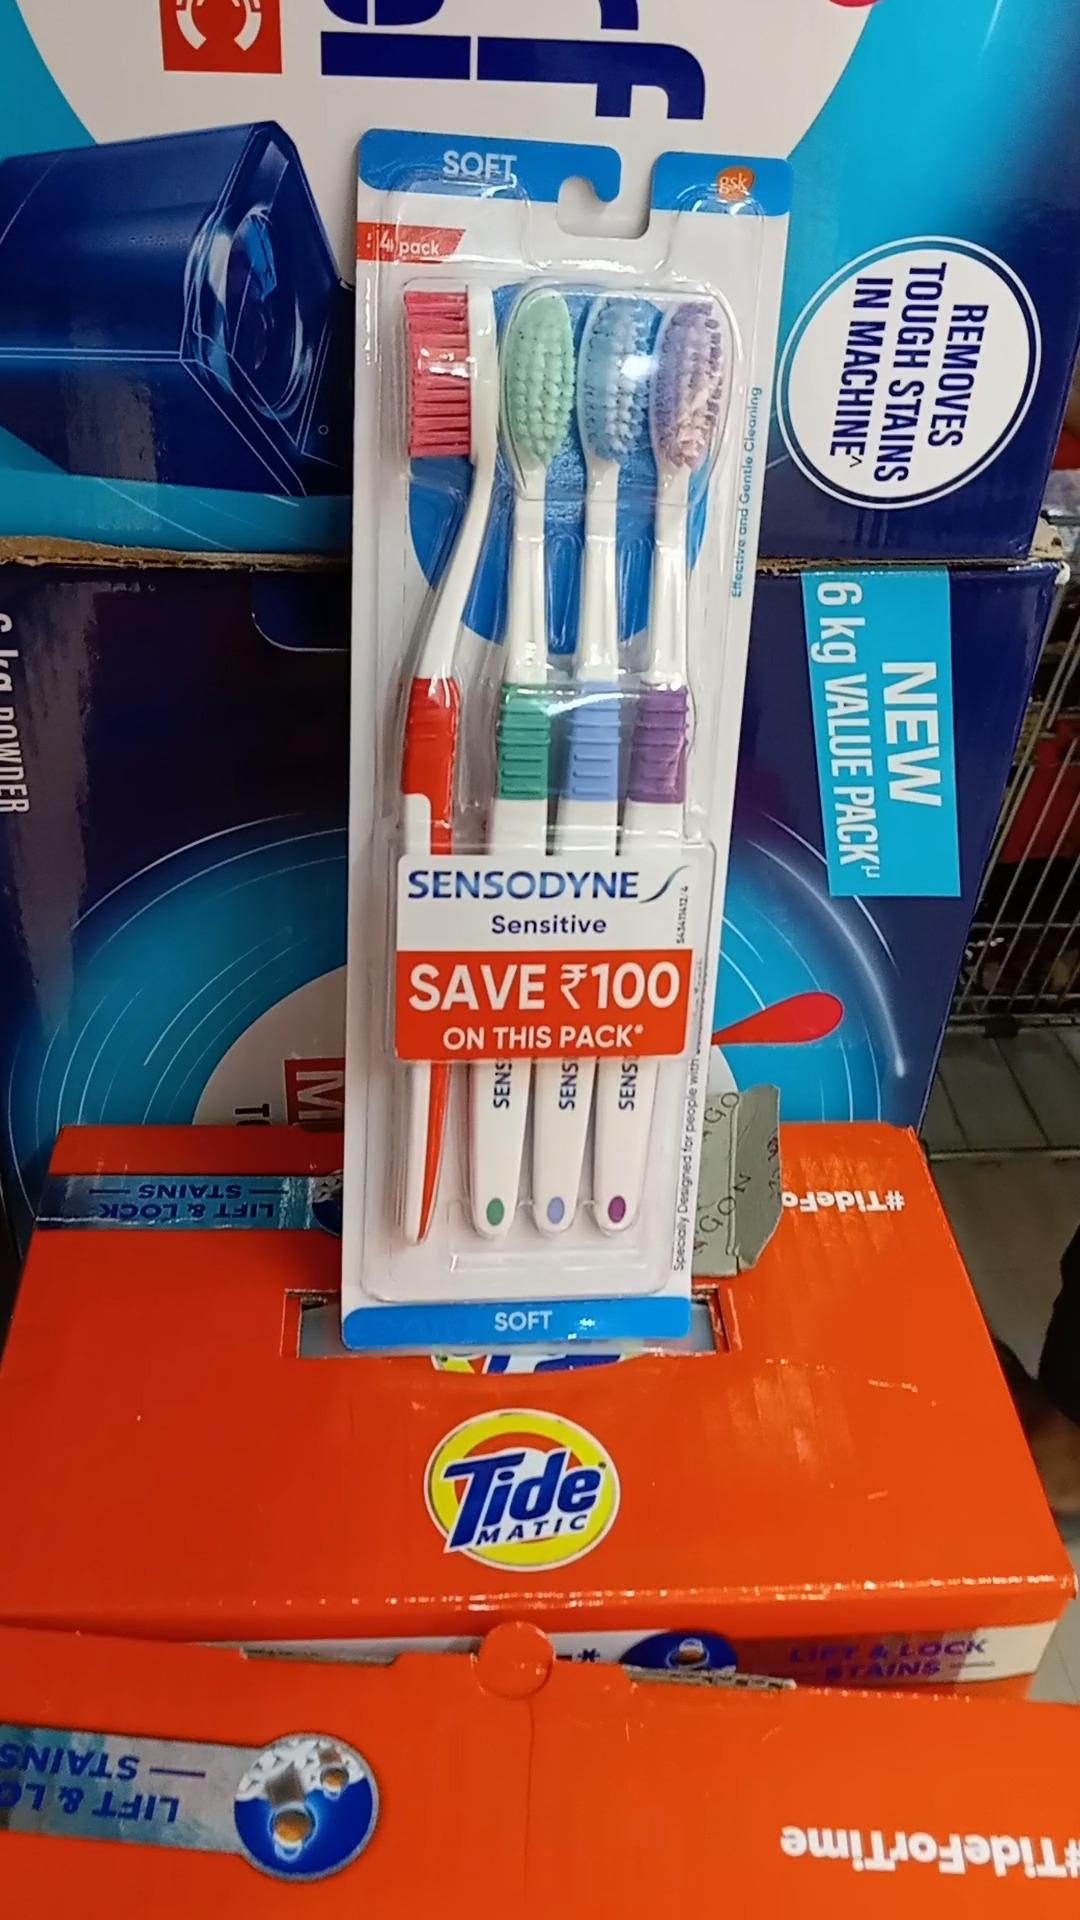 SOFT
gsk
4 pack
REMOVES
TOUGH STAINS
IN MACHINE^
Effective and Gentle Cleaning
NEW
6 kg VALUE PACK
kg POWDER
SENSODYNE
Sensitive
SAVE ₹100
ON THIS PACK*
SENS
SENS
SENS
Specially Designed for people with
SOFT
LIFT & LOCK
STAINS
#TideFo
Tide
MATIC
LIFT & LOCK
STAINS
LIFT & LO
STAINS
#TideForTime